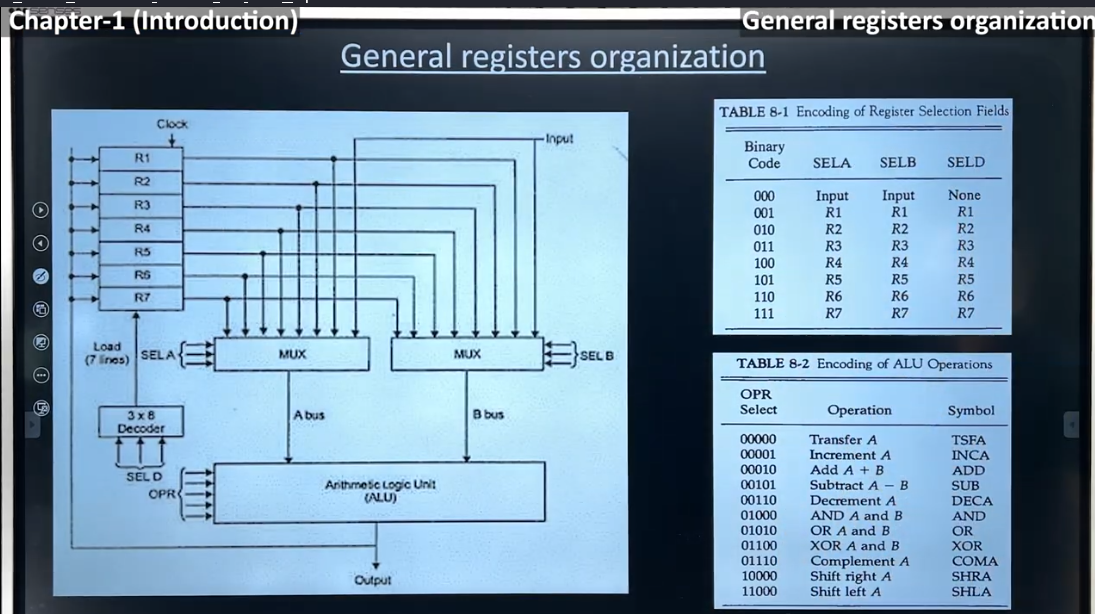 Chapter-1 (Introduction)
General registers organization
General registers organization
Clock
Input
R1
R2
R3
R4
R5
R6
R7
Load
(7 lines)
SELA
MUX
MUX
SEL B
3 x 8
Decoder
A bus
B bus
SEL D
OPR
Arithmetic Logic Unit
(ALU)
Output
TABLE 8-1 Encoding of Register Selection Fields
Binary
Code SELA SELB SELD
000 Input Input None
001 R1 R1 R1
010 R2 R2 R2
011 R3 R3 R3
100 R4 R4 R4
101 R5 R5 R5
110 R6 R6 R6
111 R7 R7 R7
TABLE 8-2 Encoding of ALU Operations
OPR
Select Operation Symbol
00000 Transfer A TSFA
00001 Increment A INCA
00010 Add A + B ADD
00101 Subtract A − B SUB
00110 Decrement A DECA
01000 AND A and B AND
01010 OR A and B OR
01100 XOR A and B XOR
01110 Complement A COMA
10000 Shift right A SHRA
11000 Shift left A SHLA